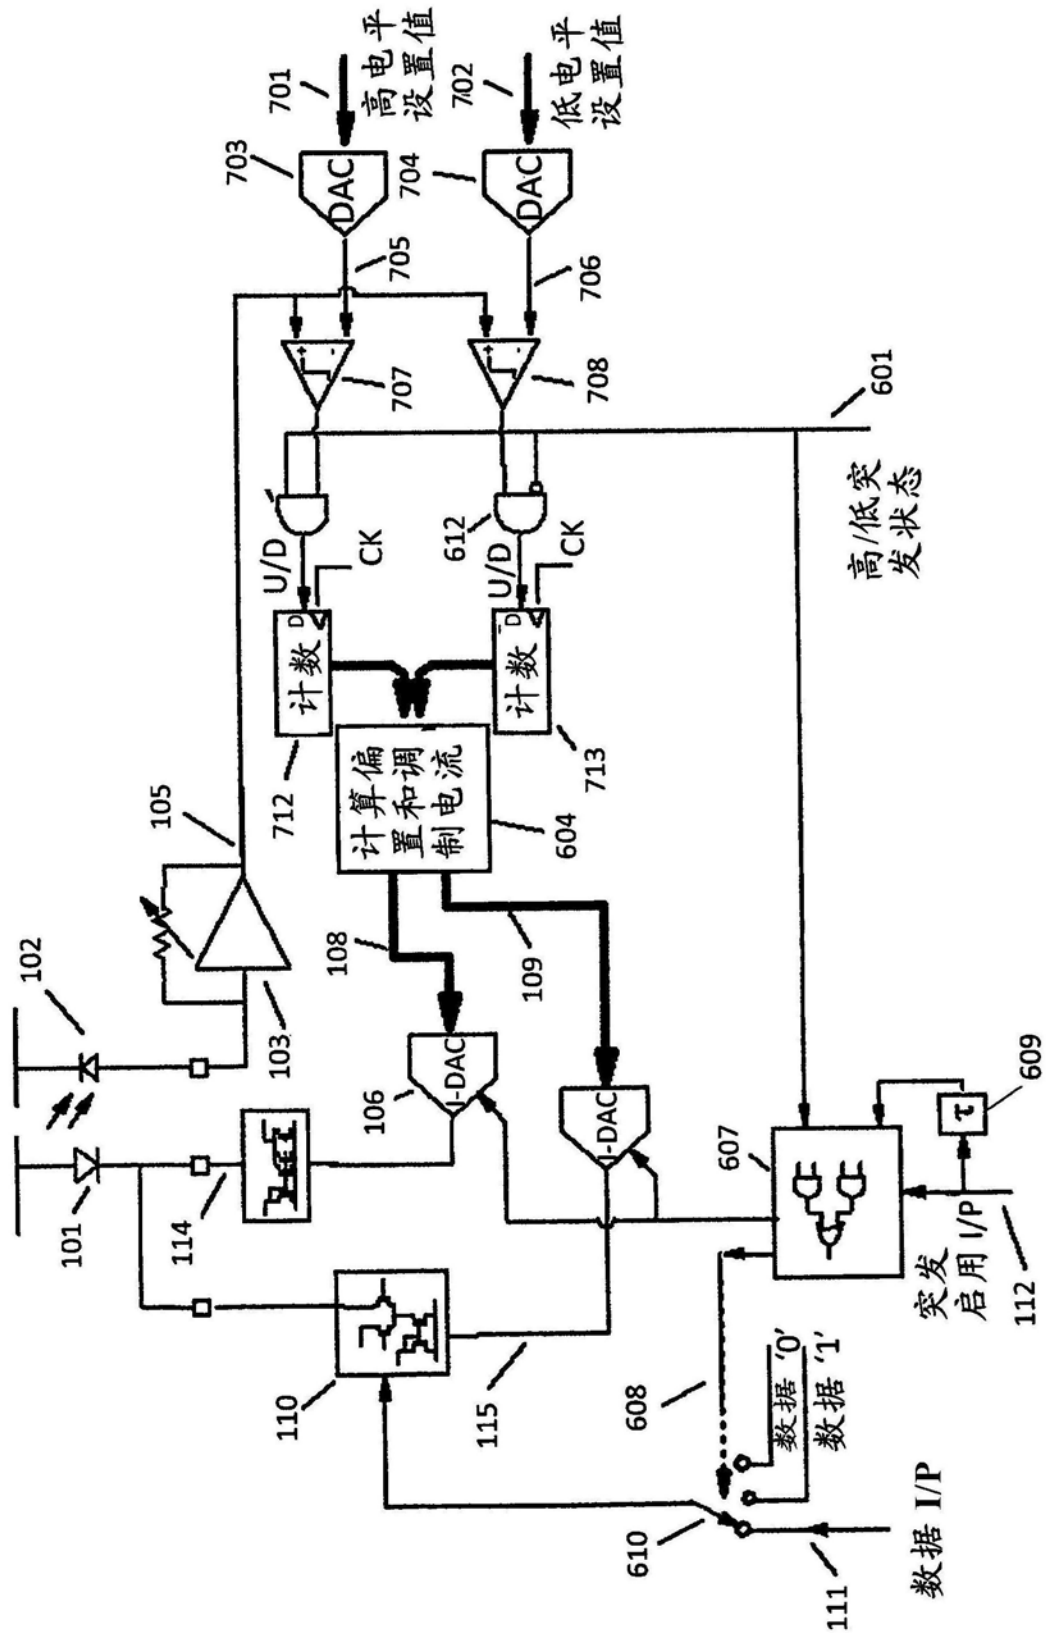 102
101
105
114
703
701
103
110
712
计数
D
U/D
+
-
DAC
高电平
设置值
CK
705
108
106
707
计算偏
置和调
制电流
J-DAC
704
702
612
115
109
U/D
D
计数
+
-
DAC
低电平
设置值
604
CK
708
706
713
J-DAC
608
610
607
数据‘0’
数据‘1’
111
601
高/低突
发状态
数据 I/P
突发
启用 I/P
τ
112
609